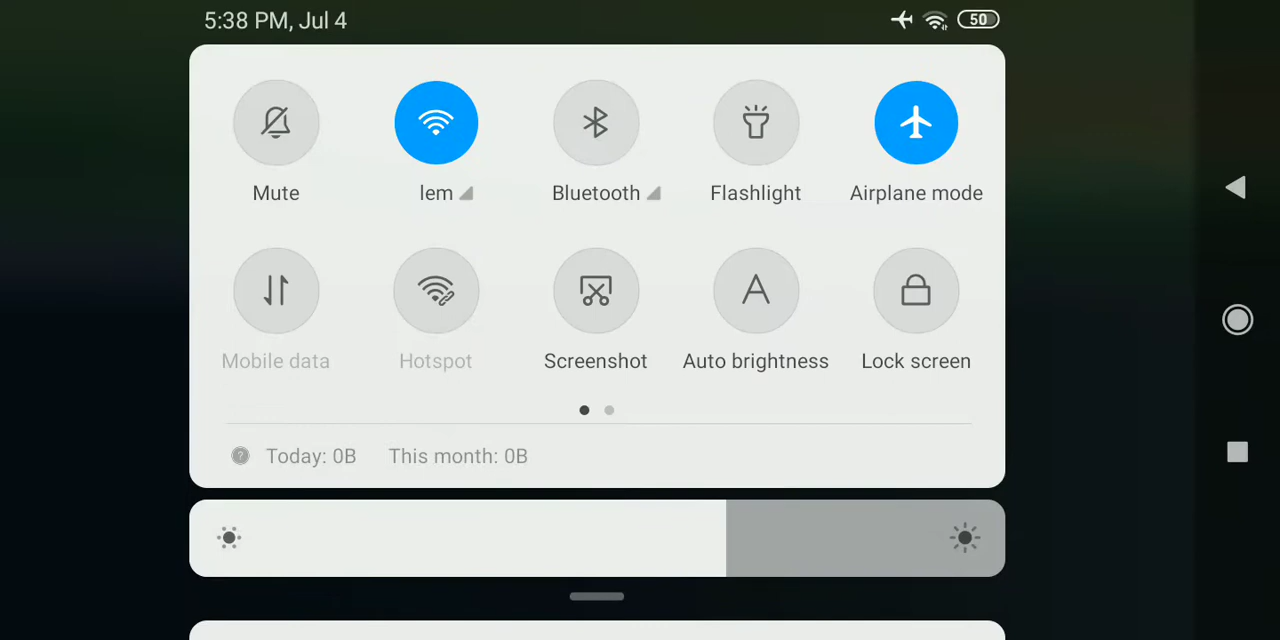 5:38 PM, Jul 4
50
Mute
lem
Bluetooth
Flashlight
Airplane mode
Mobile data
Hotspot
Screenshot
A
Auto brightness
Lock screen
Today: 0B
This month: 0B